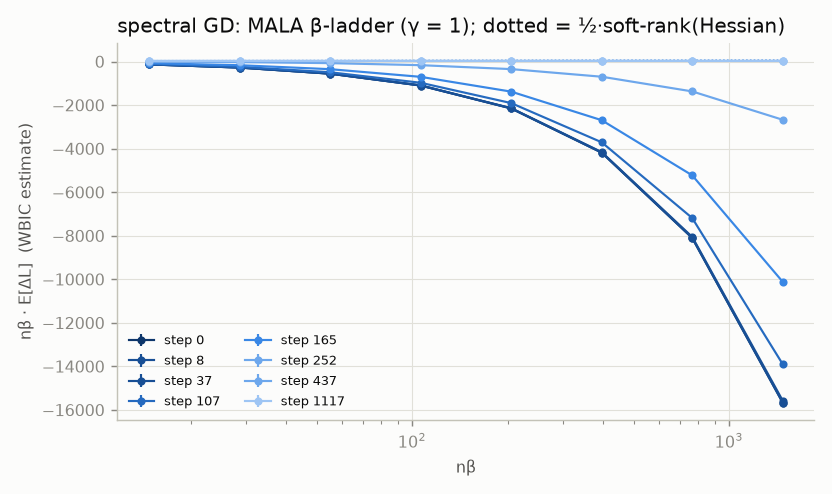 spectral GD: MALA β-ladder (γ = 1); dotted = ½·soft-rank(Hessian)
nβ · E[ΔL]  (WBIC estimate)
0
−2000
−4000
−6000
−8000
−10000
−12000
−14000
−16000
step 0
step 8
step 37
step 107
step 165
step 252
step 437
step 1117
10²
10³
nβ